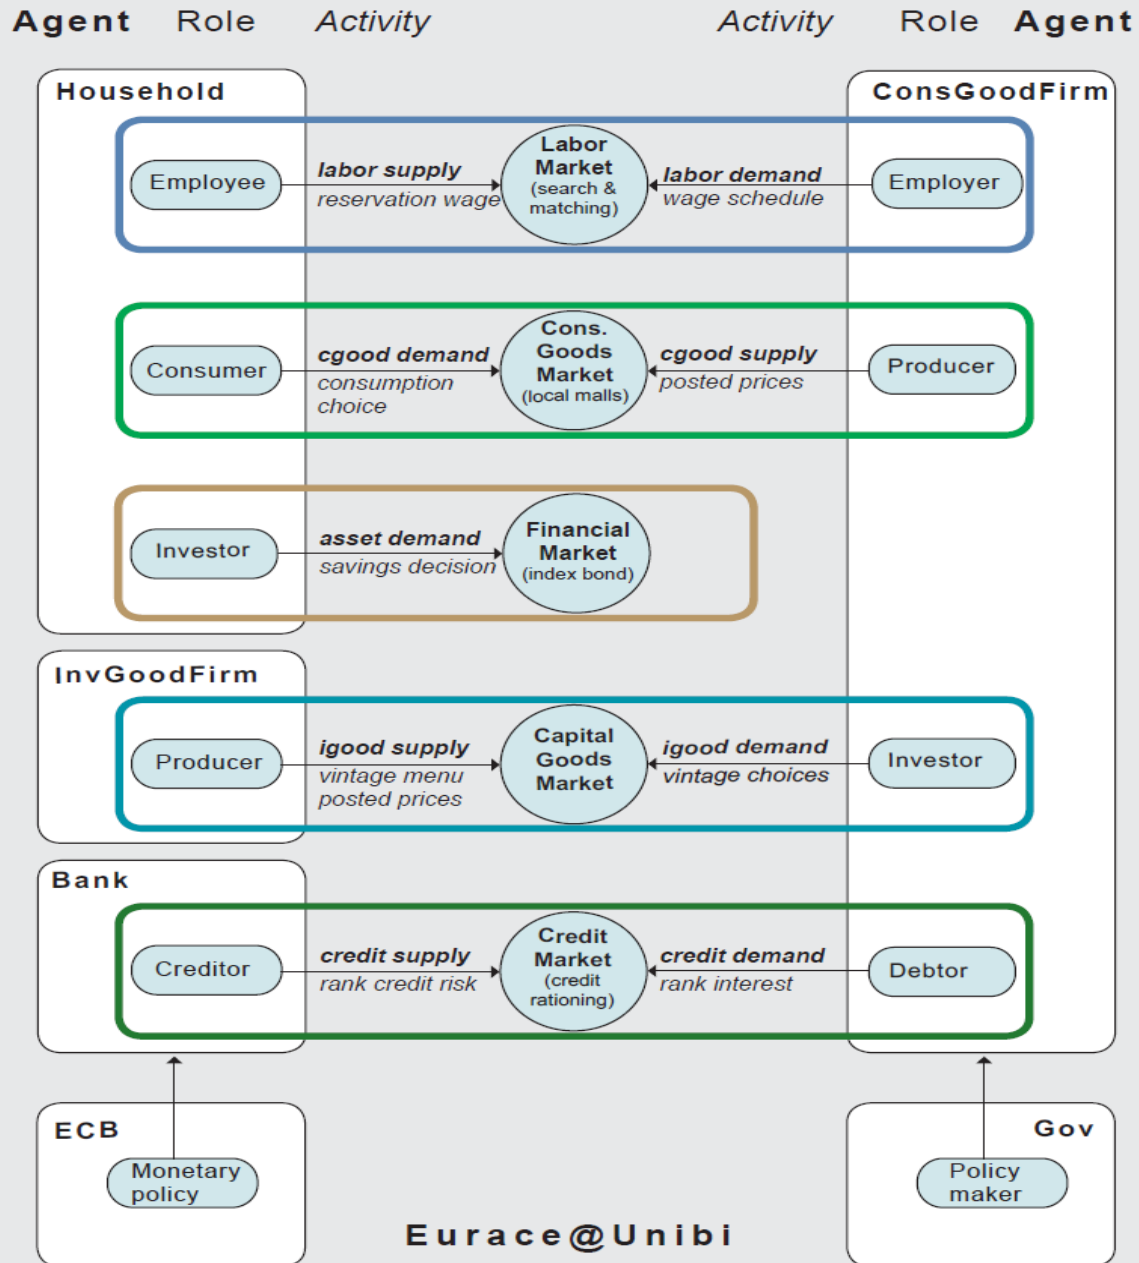 Agent Role Activity Activity Role Agent
Household
ConsGoodFirm
Employee
labor supply
reservation wage
Labor
Market
(search &
matching)
labor demand
wage schedule
Employer
Consumer
cgood demand
consumption
choice
Cons.
Goods
Market
(local malls)
cgood supply
posted prices
Producer
Investor
asset demand
savings decision
Financial
Market
(index bond)
InvGoodFirm
Producer
igood supply
vintage menu
posted prices
Capital
Goods
Market
igood demand
vintage choices
Investor
Bank
Creditor
credit supply
rank credit risk
Credit
Market
(credit
rationing)
credit demand
rank interest
Debtor
ECB
Monetary
policy
Gov
Policy
maker
Eurace@Unibi